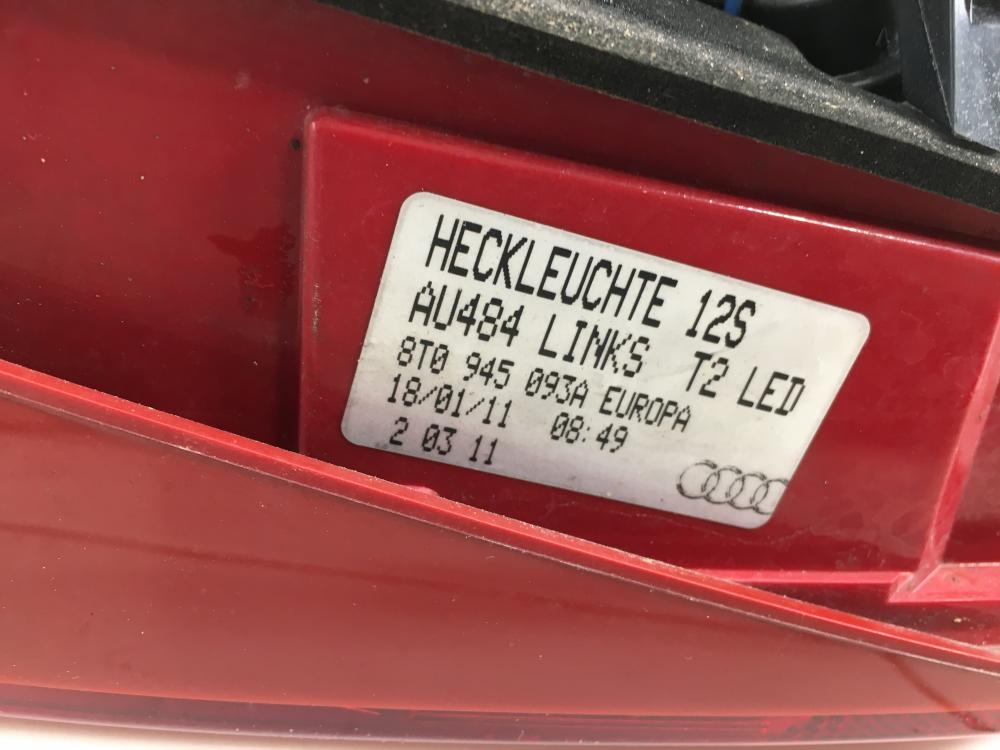 HECKLEUCHTE 12S
AU484 LINKS T2 LED
8T0 945 093A EUROPA
18/01/11 08:49
2 03 11